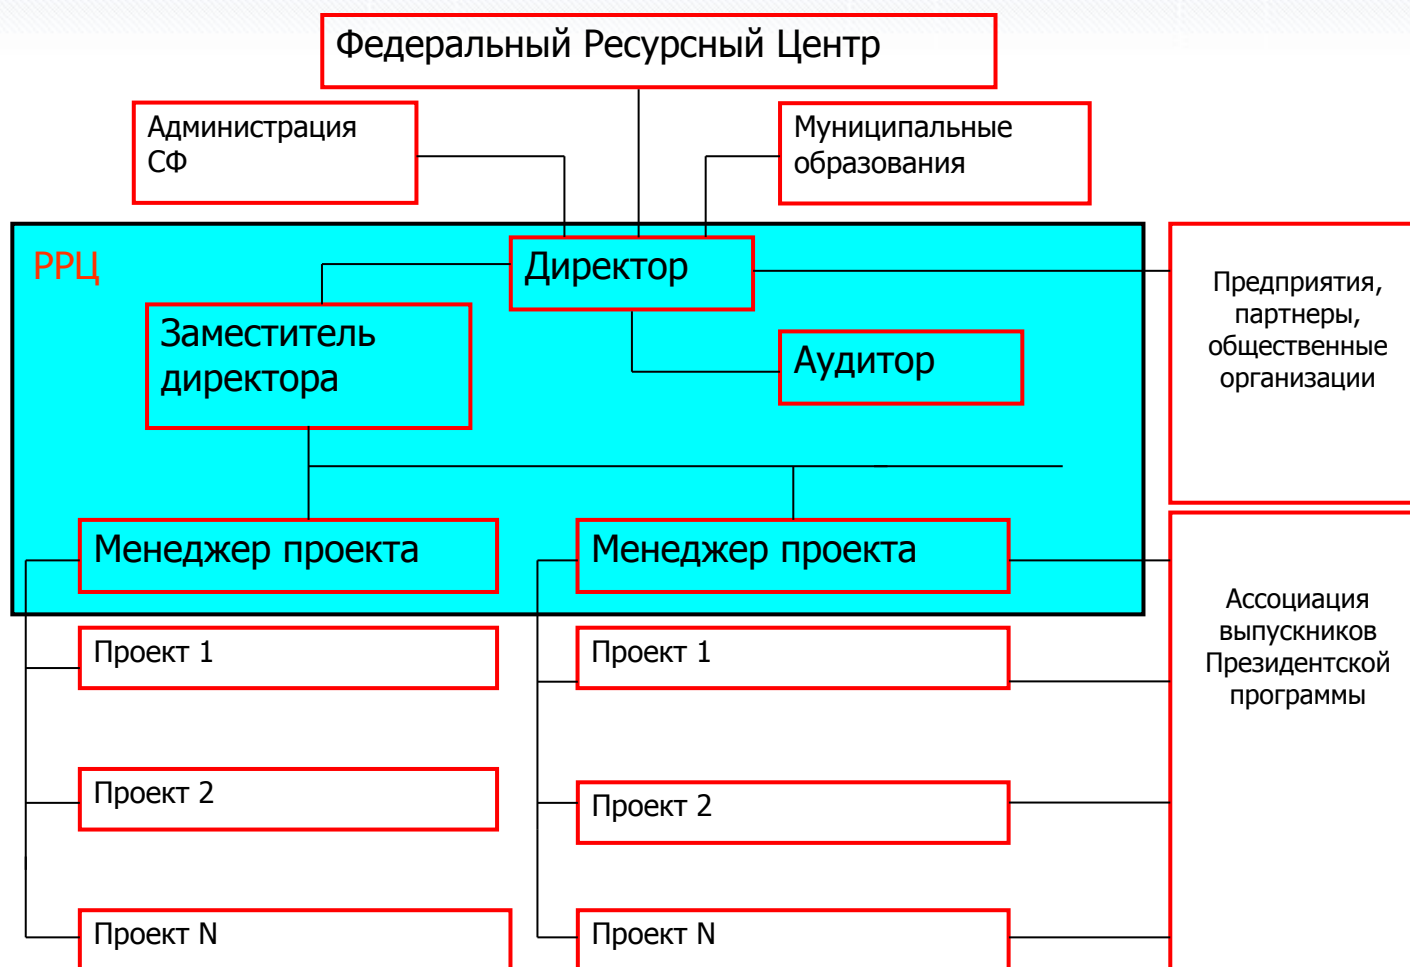 Федеральный Ресурсный Центр
Администрация
СФ
Муниципальные
образования
РРЦ
Директор
Заместитель
директора
Аудитор
Предприятия,
партнеры,
общественные
организации
Менеджер проекта
Менеджер проекта
Ассоциация
выпускников
Президентской
программы
Проект 1
Проект 1
Проект 2
Проект 2
Проект N
Проект N